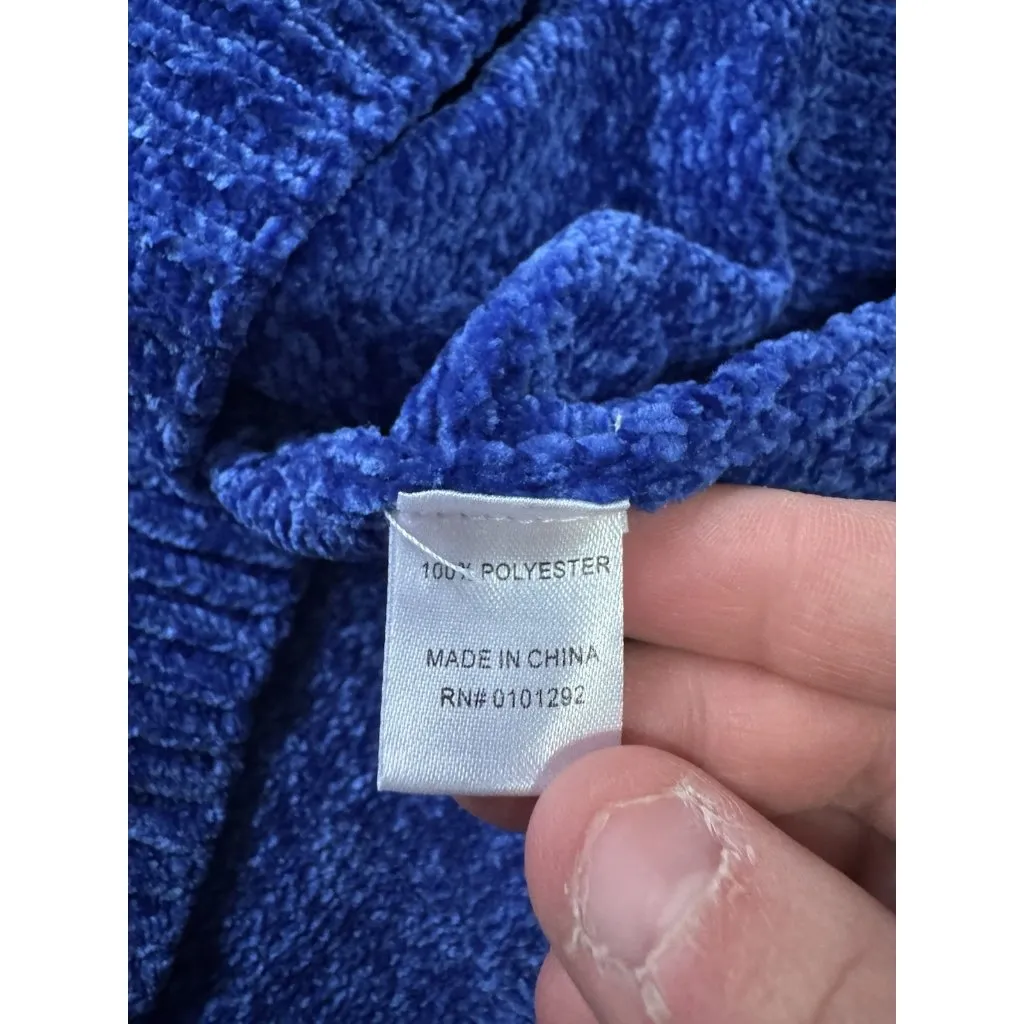 100% POLYESTER
MADE IN CHINA
RN# 0101292